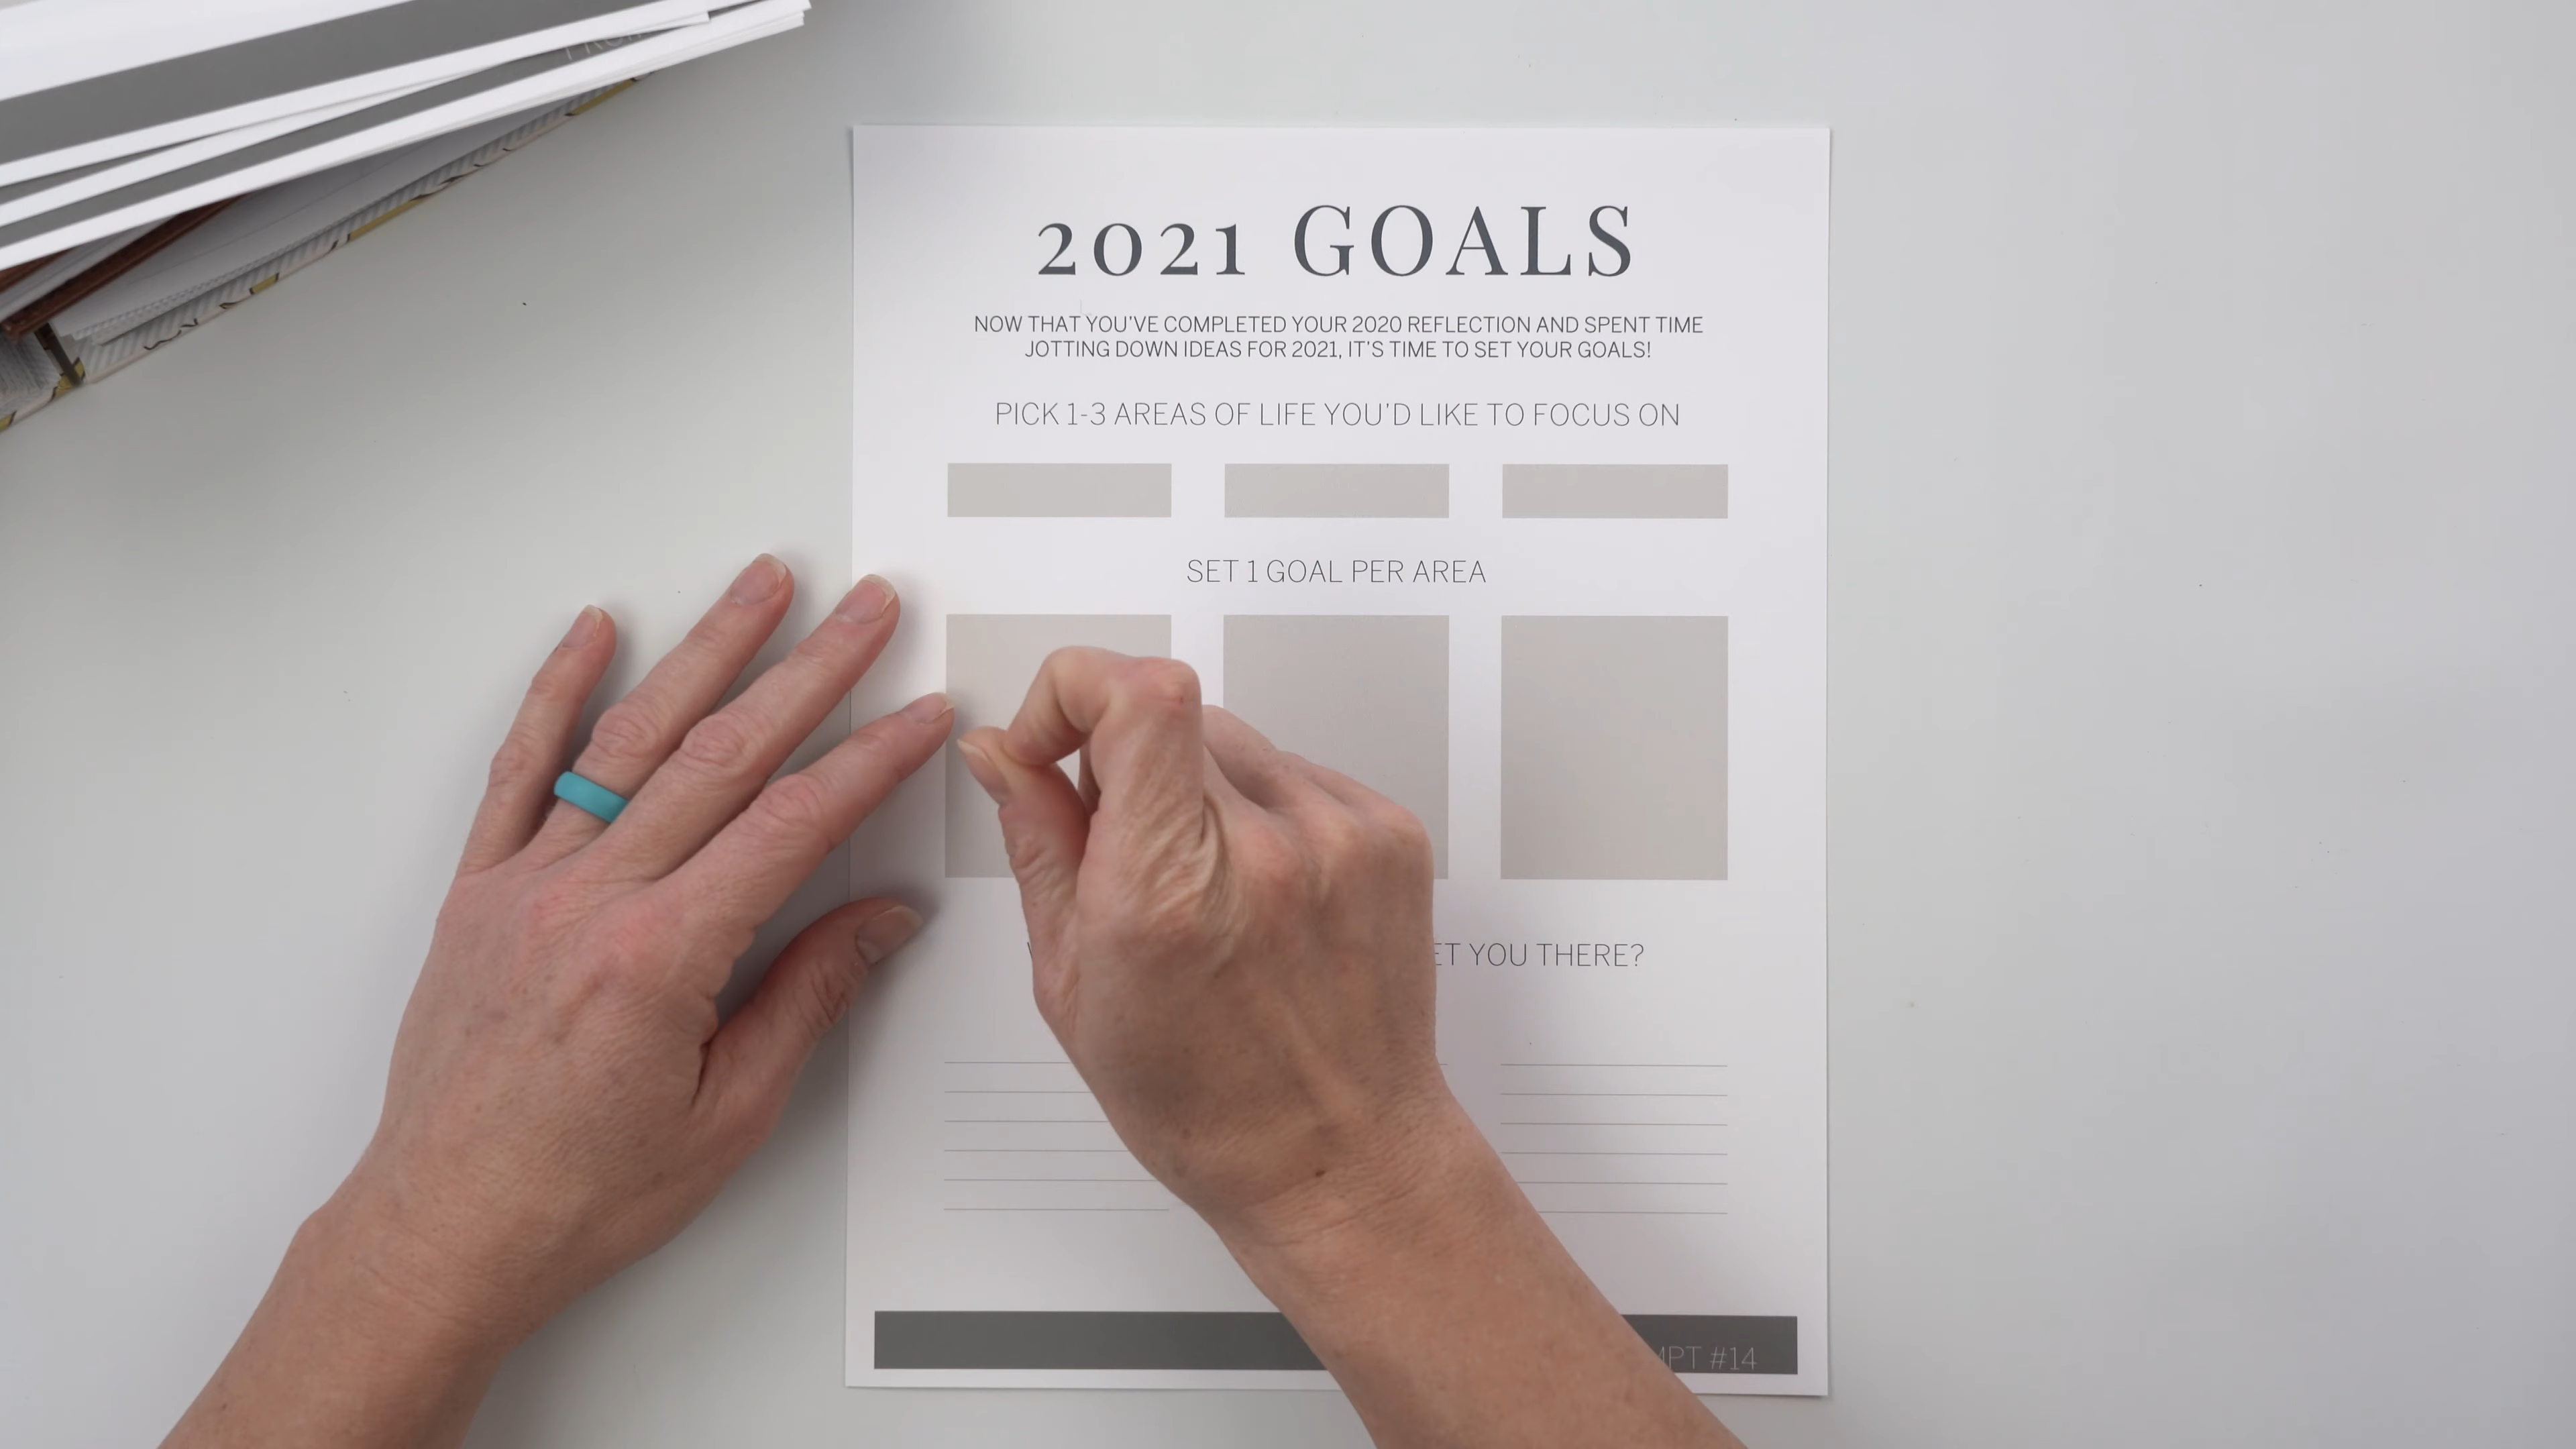 2021 GOALS
NOW THAT YOU'VE COMPLETED YOUR 2020 REFLECTION AND SPENT TIME
JOTTING DOWN IDEAS FOR 2021, IT'S TIME TO SET YOUR GOALS!
PICK 1-3 AREAS OF LIFE YOU'D LIKE TO FOCUS ON
SET 1 GOAL PER AREA
YOU THERE?
#14